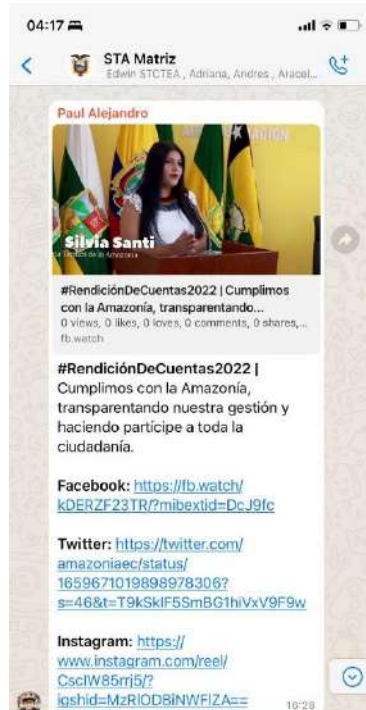 04:17
STA Matriz
Edwin STCTEA, Adriana, Andres, Aracel...
Paul Alejandro
Silvia Santi
#RendiciónDeCuentas2022 | Cumplimos
con la Amazonía, transparentando...
0 views, 0 likes, 0 loves, 0 comments, 0 shares,...
fb.watch
#RendiciónDeCuentas2022 |
Cumplimos con la Amazonía,
transparentando nuestra gestión y
haciendo partícipe a toda la
ciudadanía.
Facebook: https://fb.watch/
kDERZF23TR/?mibextid=DcJ9fc
Twitter: https://twitter.com/
amazoniaec/status/
1659671019898978306?
s=46&t=T9kSklF5SmBG1hiVxV9F9w
Instagram: https://
www.instagram.com/reel/
CscIW85rrj5/?
igshid=MzRlODBiNWFlZA==
16:28